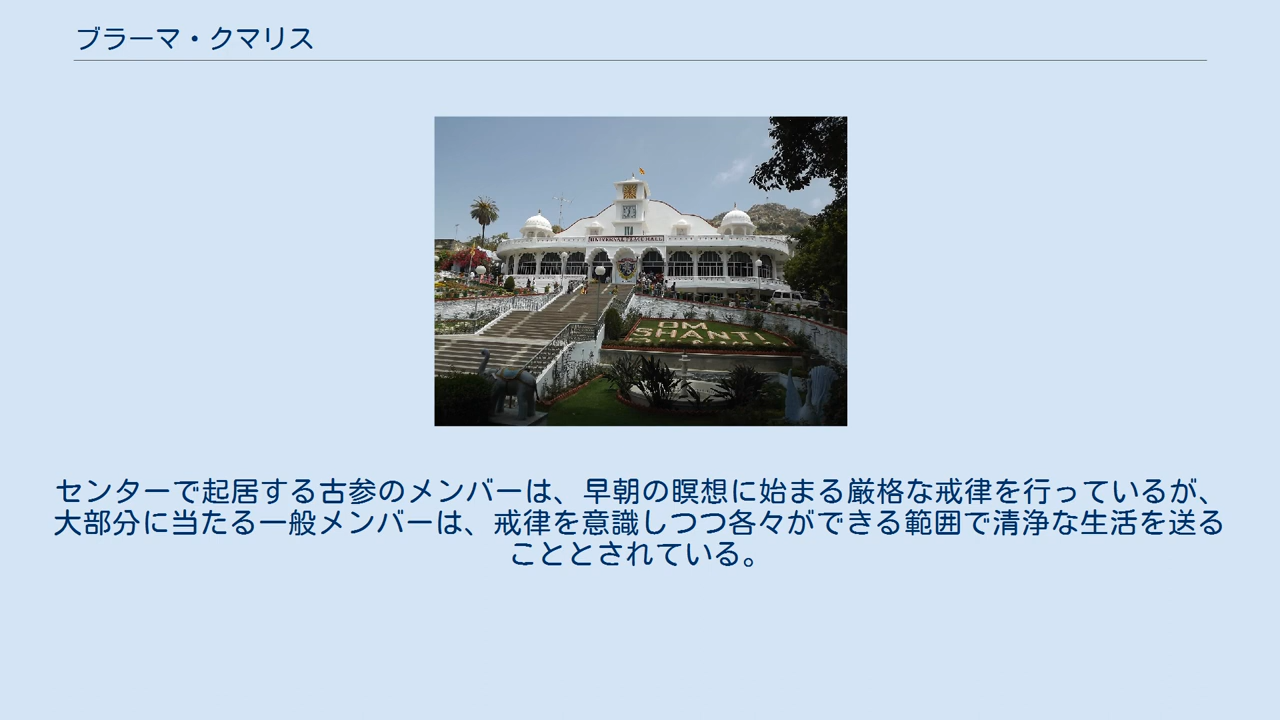 ブラーマ・クマリス
UNIVERSAL PEACE HALL
OM
SHANTI
センターで起居する古参のメンバーは、早朝の瞑想に始まる厳格な戒律を行っているが、
大部分に当たる一般メンバーは、戒律を意識しつつ各々ができる範囲で清浄な生活を送る
こととされている。